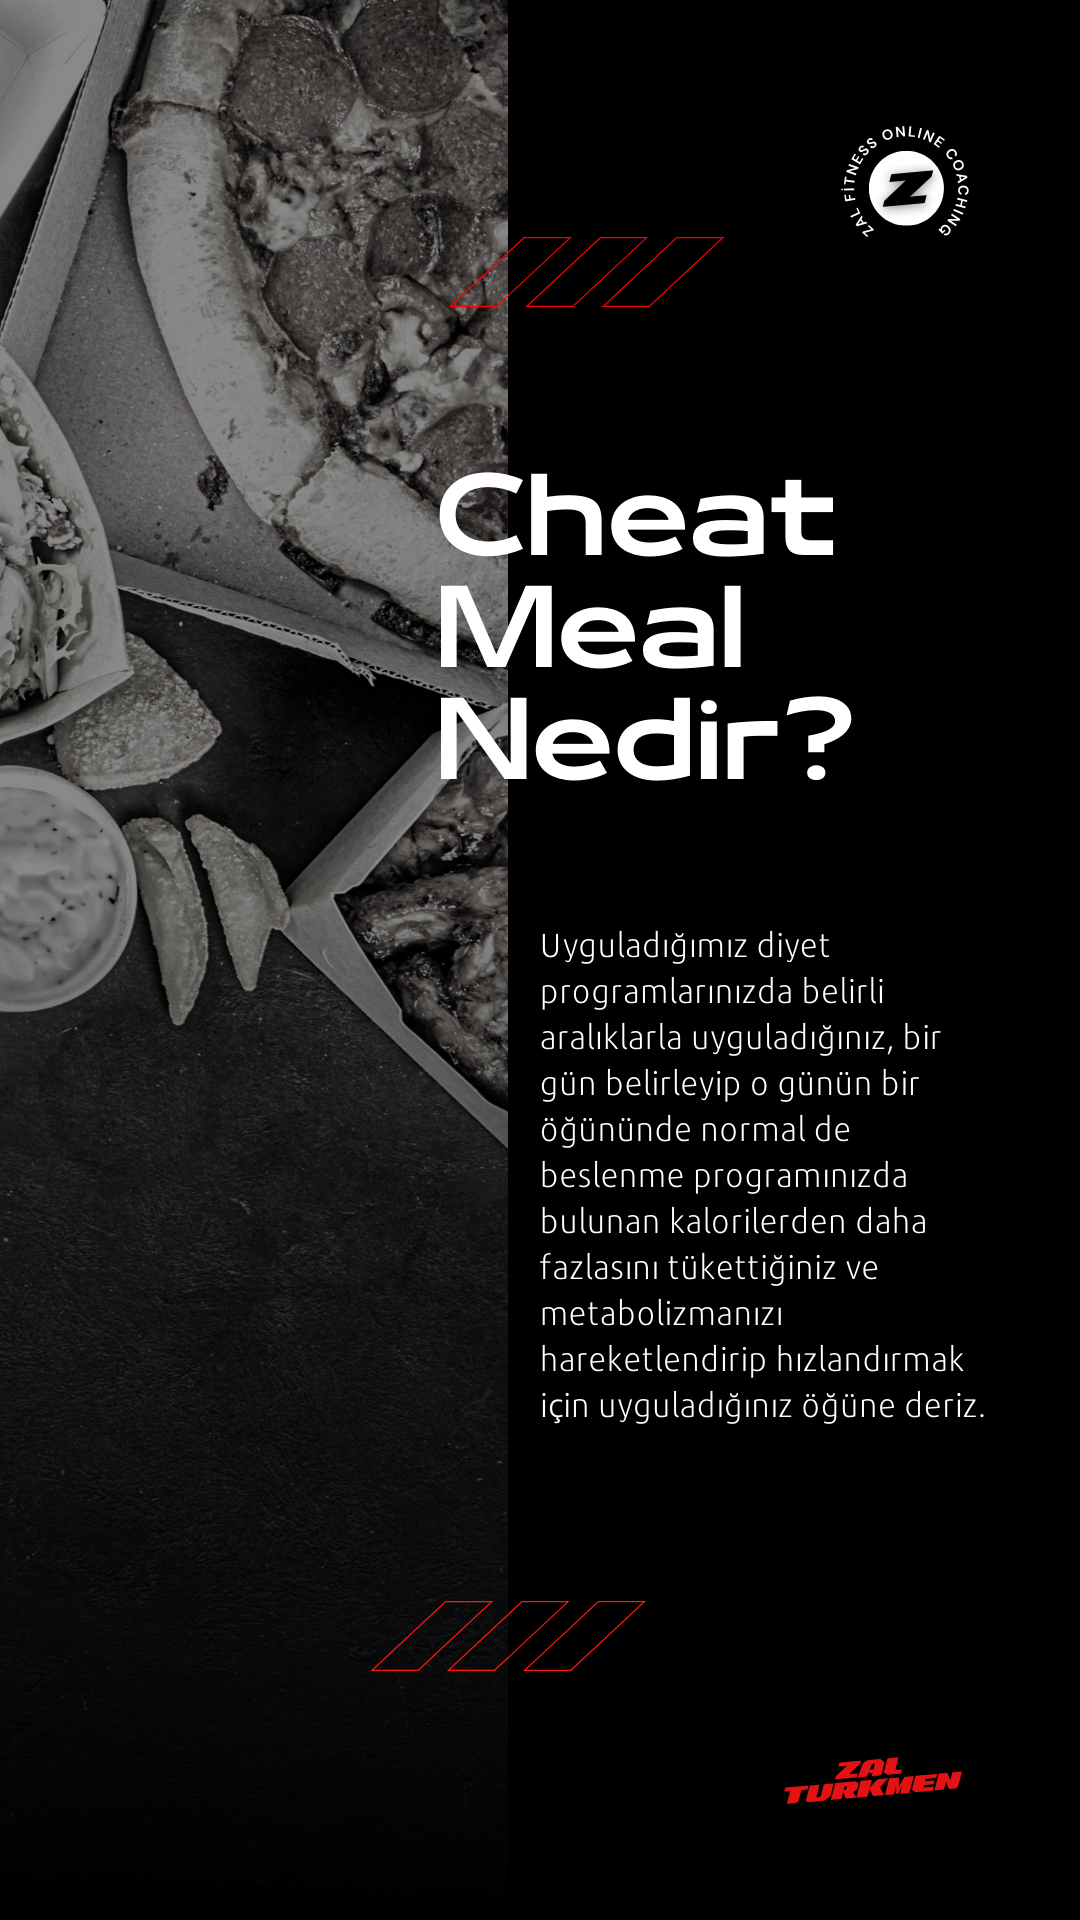 ZAL FİTNESS ONLINE COACHING
Z
Cheat
Meal
Nedir?
Uyguladığımız diyet
programlarınızda belirli
aralıklarla uyguladığınız, bir
gün belirleyip o günün bir
öğününde normal de
beslenme programınızda
bulunan kalorilerden daha
fazlasını tükettiğiniz ve
metabolizmanızı
hareketlendirip hızlandırmak
için uyguladığınız öğüne deriz.
ZAL
TURKMEN